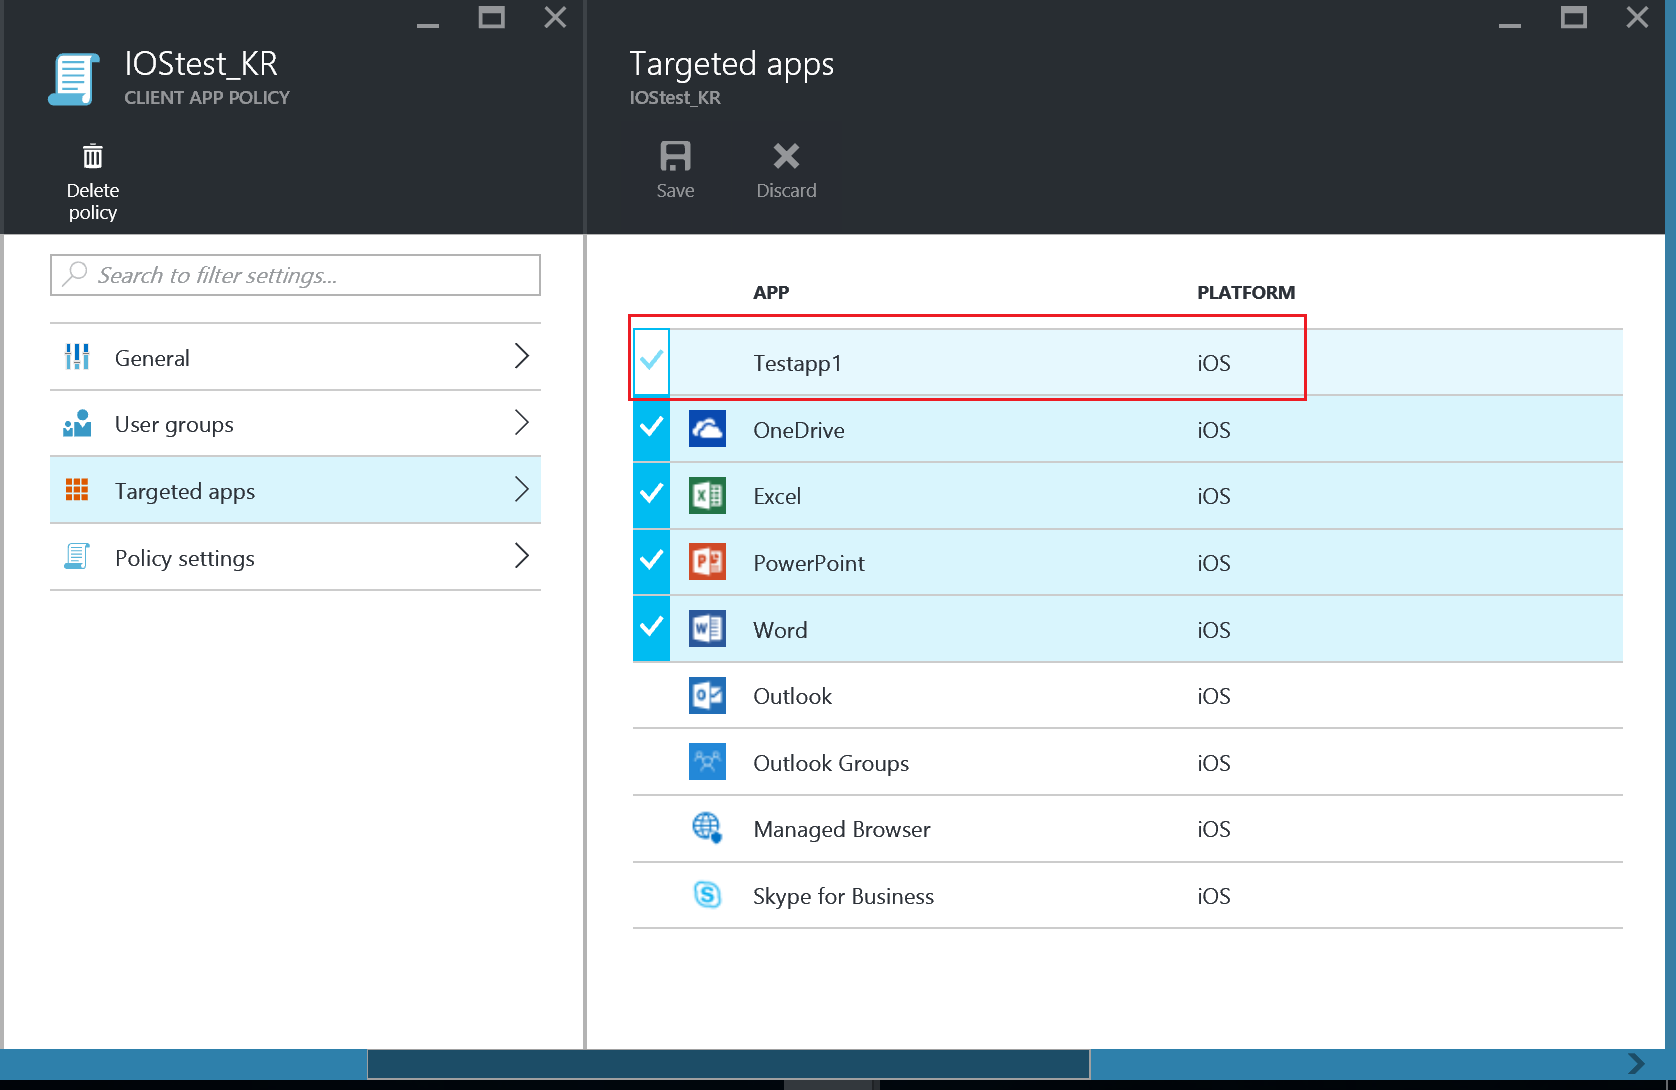 IOStest_KR
CLIENT APP POLICY
Delete
policy
Search to filter settings...
General
User groups
Targeted apps
Policy settings
Targeted apps
IOStest_KR
Save
Discard
APP PLATFORM
Testapp1 iOS
OneDrive iOS
Excel iOS
PowerPoint iOS
Word iOS
Outlook iOS
Outlook Groups iOS
Managed Browser iOS
Skype for Business iOS